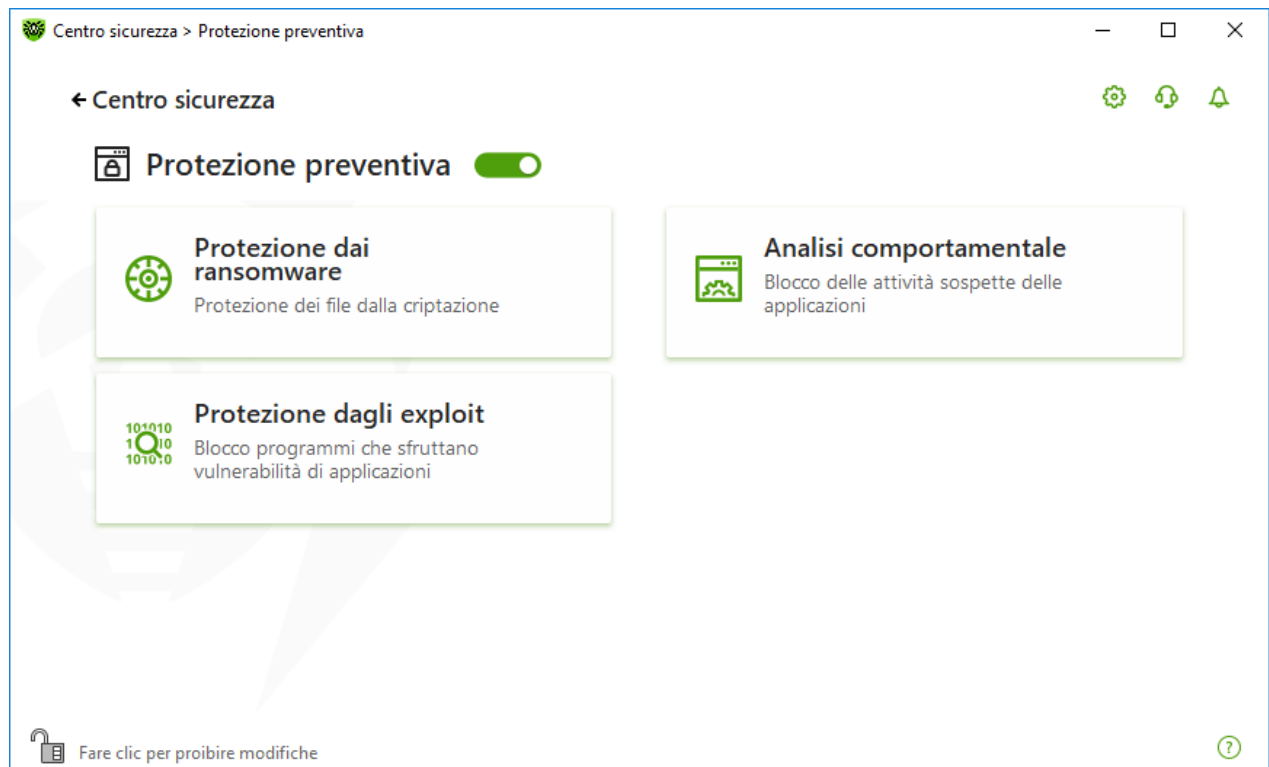 Centro sicurezza > Protezione preventiva
Centro sicurezza
Protezione preventiva
Protezione dai
ransomware
Protezione dei file dalla criptazione
Analisi comportamentale
Blocco delle attività sospette delle
applicazioni
Protezione dagli exploit
Blocco programmi che sfruttano
vulnerabilità di applicazioni
101010
1 10
101010
Fare clic per proibire modifiche
?